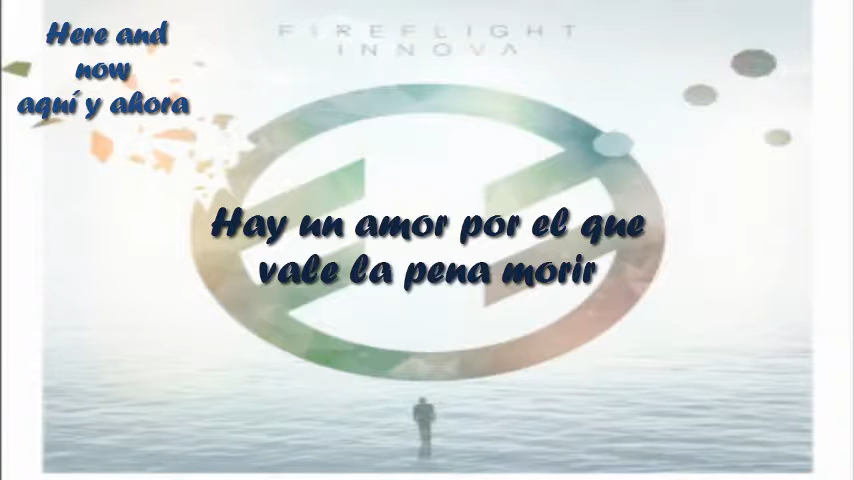 Here and
now
aquí y ahora
FIREFLIGHT
INNOVA
Hay un amor por el que
vale la pena morir